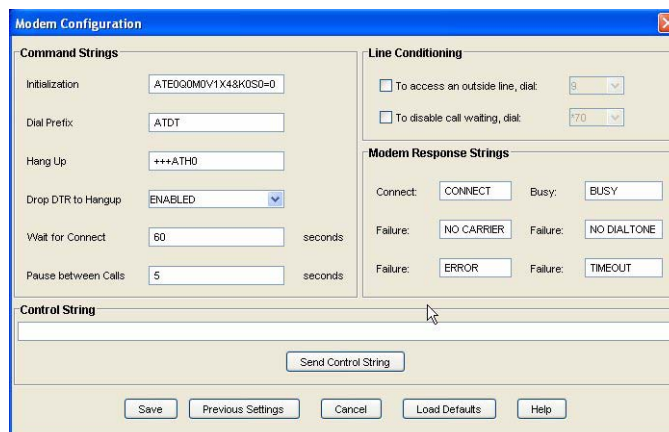 Modem Configuration
Command Strings
Initialization ATE0Q0M0V1X4&K0S0=0
Dial Prefix ATDT
Hang Up +++ATH0
Drop DTR to Hangup ENABLED
Wait for Connect 60 seconds
Pause between Calls 5 seconds
Line Conditioning
To access an outside line, dial: 9
To disable call waiting, dial: *70
Modem Response Strings
Connect: CONNECT Busy: BUSY
Failure: NO CARRIER Failure: NO DIALTONE
Failure: ERROR Failure: TIMEOUT
Control String
Send Control String
Save Previous Settings Cancel Load Defaults Help